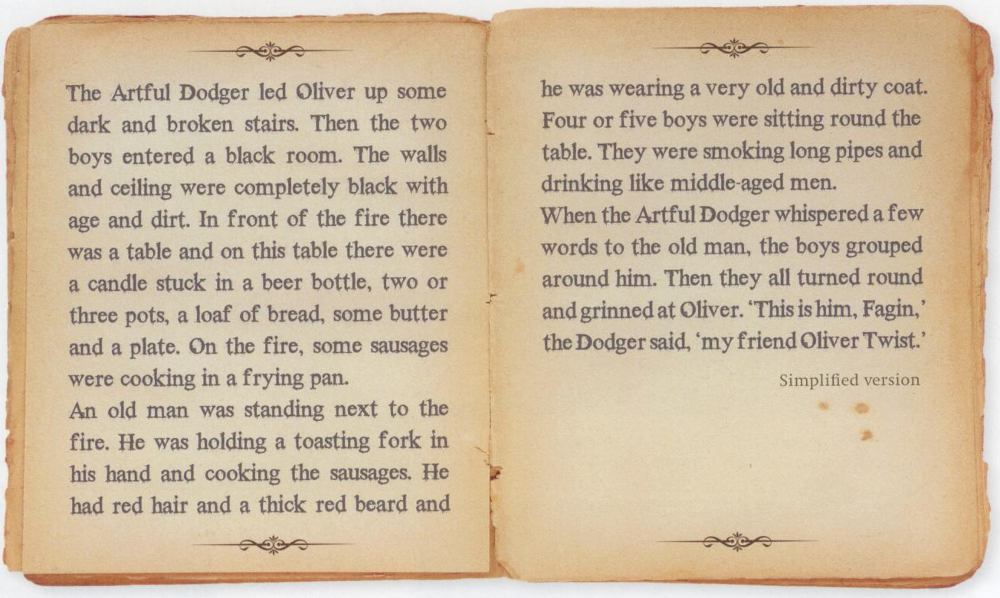 The Artful Dodger led Oliver up some
dark and broken stairs. Then the two
boys entered a black room. The walls
and ceiling were completely black with
age and dirt. In front of the fire there
was a table and on this table there were
a candle stuck in a beer bottle, two or
three pots, a loaf of bread, some butter
and a plate. On the fire, some sausages
were cooking in a frying pan.
An old man was standing next to the
fire. He was holding a toasting fork in
his hand and cooking the sausages. He
had red hair and a thick red beard and
he was wearing a very old and dirty coat.
Four or five boys were sitting round the
table. They were smoking long pipes and
drinking like middle-aged men.
When the Artful Dodger whispered a few
words to the old man, the boys grouped
around him. Then they all turned round
and grinned at Oliver. ‘This is him, Fagin,’
the Dodger said, ‘my friend Oliver Twist.’
Simplified version